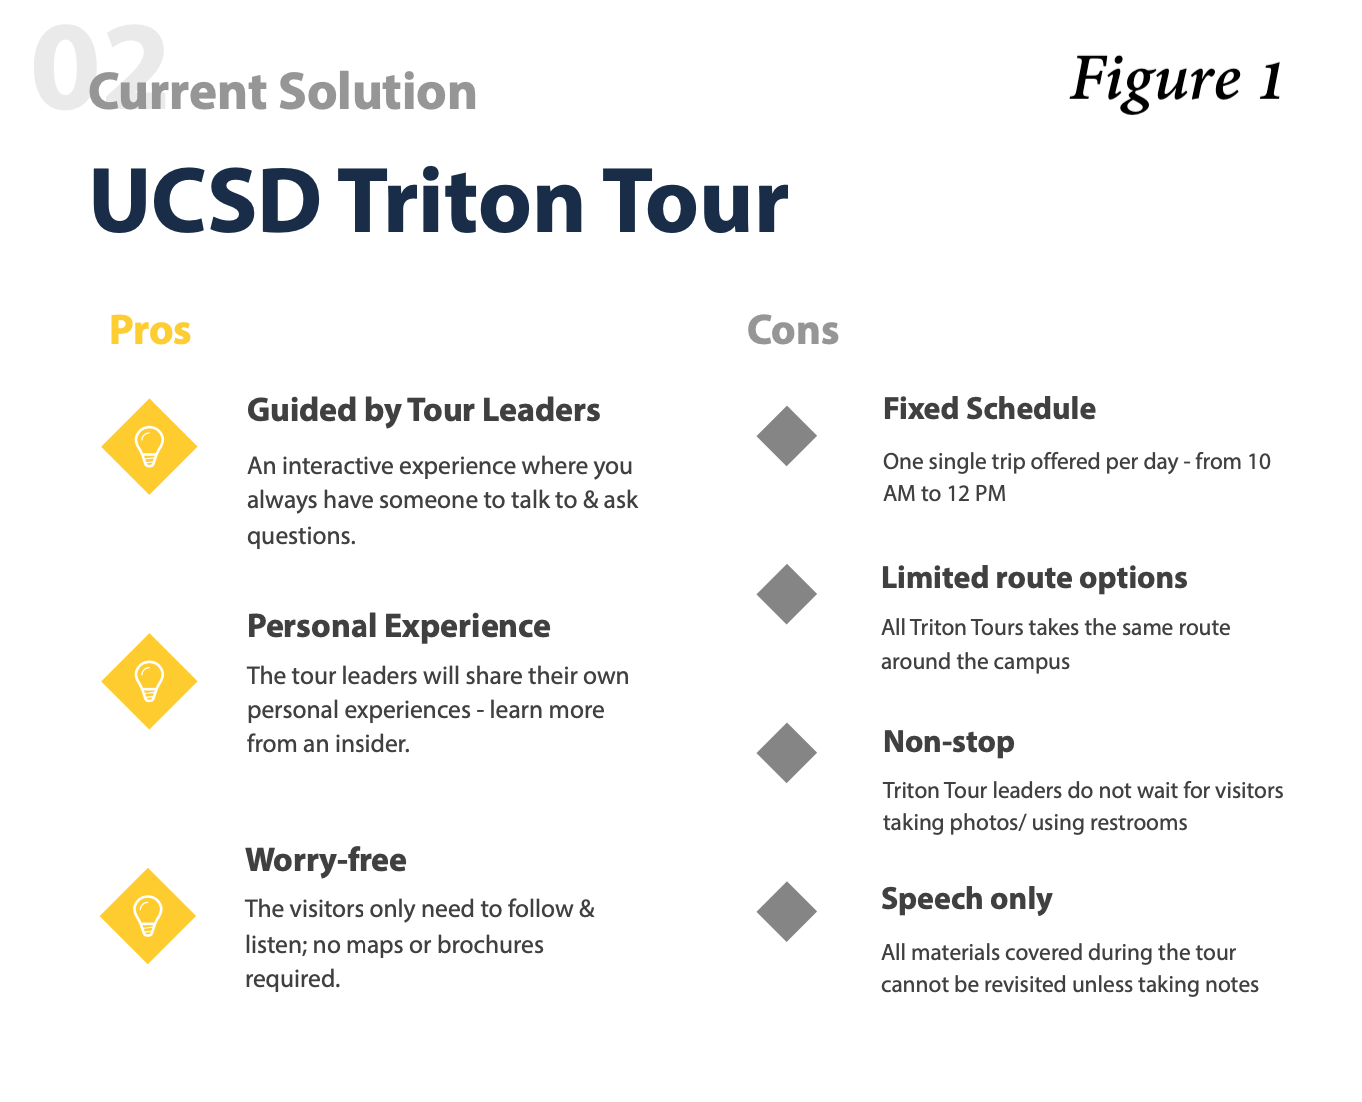 02
Current Solution
Figure 1
UCSD Triton Tour
Pros
Guided by Tour Leaders
An interactive experience where you
always have someone to talk to & ask
questions.
Personal Experience
The tour leaders will share their own
personal experiences - learn more
from an insider.
Worry-free
The visitors only need to follow &
listen; no maps or brochures
required.
Cons
Fixed Schedule
One single trip offered per day - from 10
AM to 12 PM
Limited route options
All Triton Tours takes the same route
around the campus
Non-stop
Triton Tour leaders do not wait for visitors
taking photos/ using restrooms
Speech only
All materials covered during the tour
cannot be revisited unless taking notes